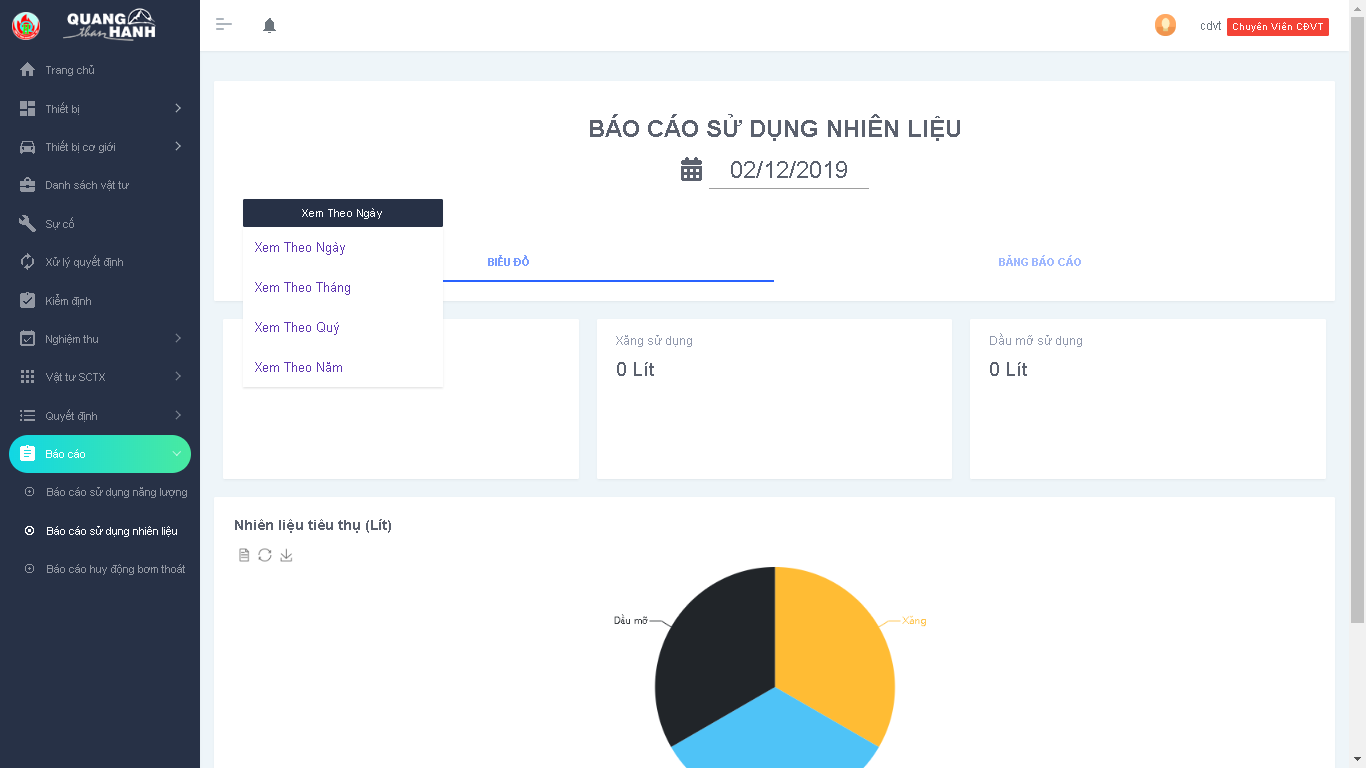 QUANG
than HẠNH
cdvt Chuyên Viên CĐVT
Trang chủ
Thiết bị
Thiết bị cơ giới
Danh sách vật tư
Sự cố
Xử lý quyết định
Kiểm định
Nghiệm thu
Vật tư SCTX
Quyết định
Báo cáo
Báo cáo sử dụng năng lượng
Báo cáo sử dụng nhiên liệu
Báo cáo huy động bơm thoát
BÁO CÁO SỬ DỤNG NHIÊN LIỆU
02/12/2019
Xem Theo Ngày
Xem Theo Ngày
Xem Theo Tháng
Xem Theo Quý
Xem Theo Năm
BIỂU ĐỒ
BẢNG BÁO CÁO
Xăng sử dụng
0 Lít
Dầu mỡ sử dụng
0 Lít
Nhiên liệu tiêu thụ (Lít)
Dầu mỡ
Xăng